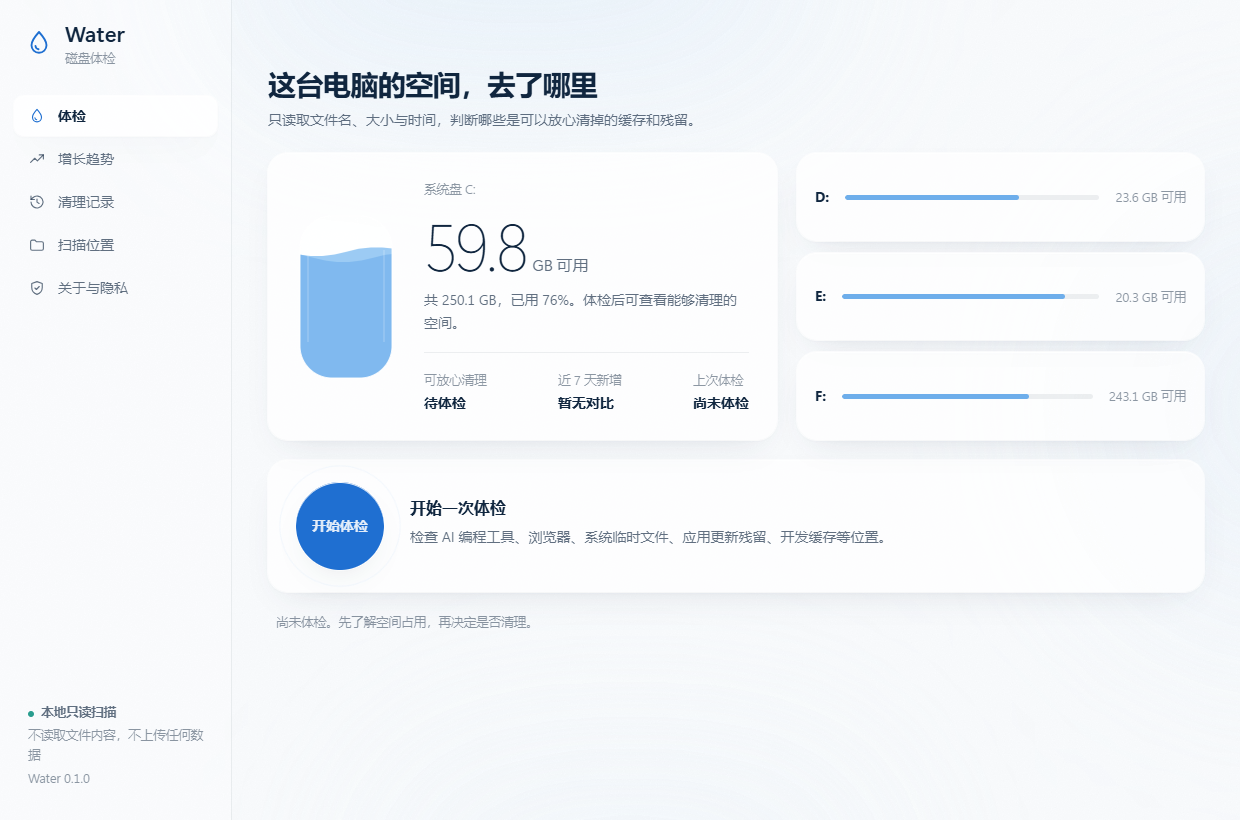 Water
磁盘体检
体检
增长趋势
清理记录
扫描位置
关于与隐私
本地只读扫描
不读取文件内容，不上传任何数
据
Water 0.1.0
这台电脑的空间，去了哪里
只读取文件名、大小与时间，判断哪些是可以放心清掉的缓存和残留。
系统盘 C:
59.8 GB 可用
共 250.1 GB，已用 76%。体检后可查看能够清理的
空间。
可放心清理 近 7 天新增 上次体检
待体检 暂无对比 尚未体检
D: 23.6 GB 可用
E: 20.3 GB 可用
F: 243.1 GB 可用
开始体检
开始一次体检
检查 AI 编程工具、浏览器、系统临时文件、应用更新残留、开发缓存等位置。
尚未体检。先了解空间占用，再决定是否清理。